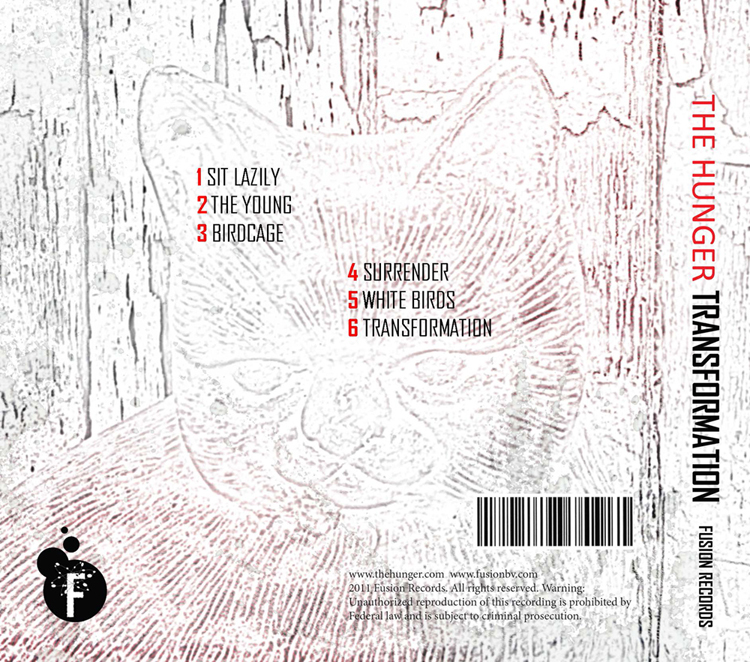 1 SIT LAZILY
2 THE YOUNG
3 BIRDCAGE
4 SURRENDER
5 WHITE BIRDS
6 TRANSFORMATION
THE HUNGER TRANSFORMATION FUSION RECORDS
F
www.thehunger.com www.fusionbv.com
2011 Fusion Records. All rights reserved. Warning:
Unauthorized reproduction of this recording is prohibited by
Federal law and is subject to criminal prosecution.